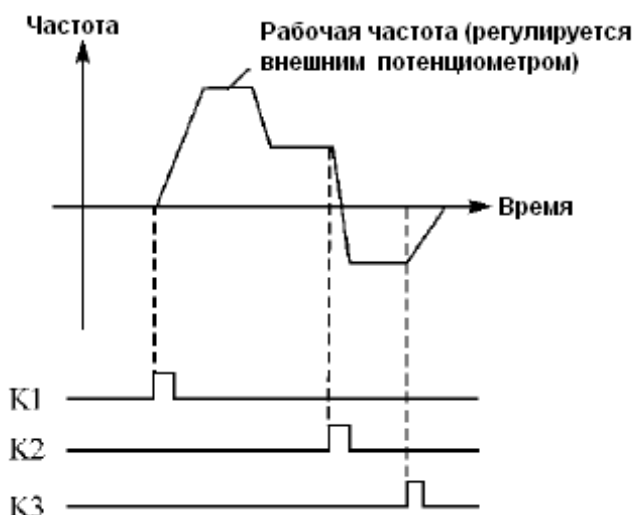 Частота
Рабочая частота (регулируется
внешним потенциометром)
Время
K1
K2
K3